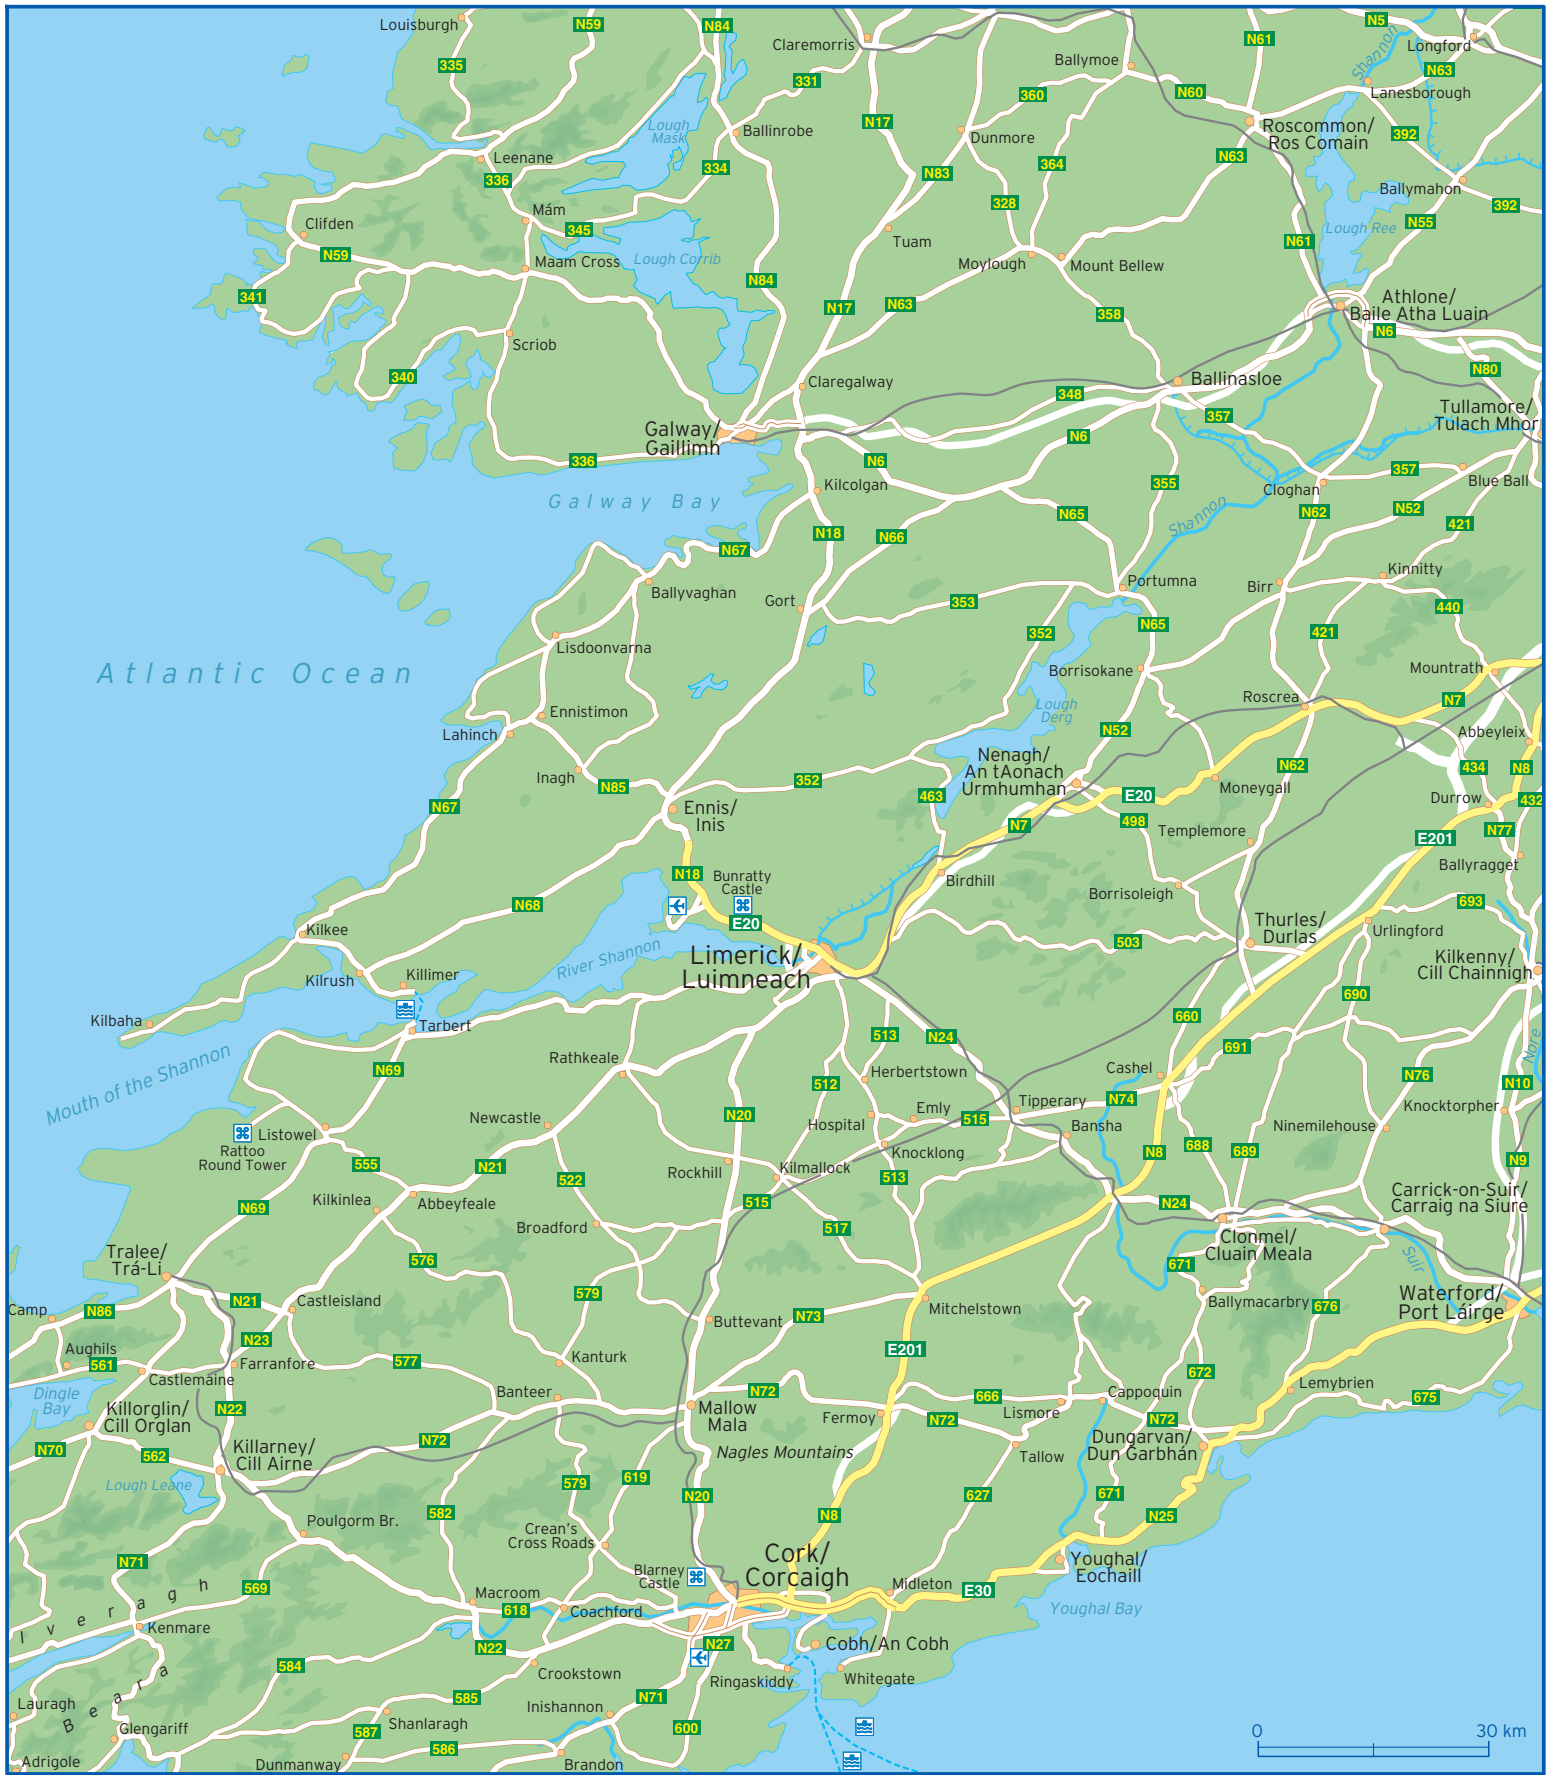 Louisburgh
N59
N84
Claremorris
N61
N5
Longford
335
331
Ballymoe
Shannon
N63
360
N60
Lanesborough
Lough
Mask
Ballinrobe
N17
Dunmore
Roscommon/
Ros Comain
392
Leenane
336
334
N83
364
N63
Ballymahon
328
392
Mám
345
Clifden
N59
Maam Cross
Lough Corrib
Tuam
Moylough
Mount Bellew
N61
Lough Ree
N55
341
N84
N17
N63
358
Athlone/
Baile Atha Luain
N6
Scriob
340
Claregalway
348
Ballinasloe
N80
357
Tullamore/
Tulach Mhor
Galway/
Gaillimh
336
N6
N6
355
357
Blue Ball
Kilcolgan
Cloghan
Galway Bay
N65
Shannon
N62
N52
421
N67
N18
N66
Ballyvaghan
Gort
353
Portumna
Birr
Kinnitty
440
352
N65
421
Lisdoonvarna
Atlantic Ocean
Borrisokane
Mountrath
Roscrea
N7
Lough
Derg
Ennistimon
Lahinch
N52
Abbeyleix
Nenagh/
An tAonach
Urmhumhan
N62
434
N8
Inagh
N85
352
463
E20
Moneygall
Durrow
432
N67
Ennis/
Inis
N7
498
Templemore
N77
E201
Ballyragget
N18
Bunratty
Castle
Birdhill
Borrisoleigh
N68
E20
693
Kilkee
503
Thurles/
Durlas
Urlingford
Limerick/
Luimneach
River Shannon
Kilkenny/
Cill Chainnigh
Kilrush
Killimer
690
Kilbaha
Tarbert
660
Mouth of the Shannon
513
N24
691
Nore
N69
Rathkeale
512
Herbertstown
Cashel
N76
N10
Newcastle
N20
Hospital
Emly
515
Tipperary
N74
Knocktorpher
Rattoo
Round Tower
Listowel
Knocklong
Bansha
688
689
Ninemilehouse
N8
555
N21
522
Rockhill
Kilmallock
513
N9
Kilkinlea
Abbeyfeale
515
N24
Carrick-on-Suir/
Carraig na Siure
N69
Broadford
517
Clonmel/
Cluain Meala
Tralee/
Trá-Li
576
671
Suir
Camp
N86
N21
Castleisland
579
Buttevant
N73
Mitchelstown
Ballymacarbry
676
Waterford/
Port Láirge
Aughils
561
N23
Farranfore
577
Kanturk
E201
Castlemaine
672
Dingle
Bay
Killorglin/
Cill Orglan
N22
Banteer
N72
666
Cappoquin
Lemybrien
675
Mallow
Mala
Fermoy
N72
Lismore
N72
N70
562
Killarney/
Cill Airne
N72
Nagles Mountains
Tallow
Dungarvan/
Dun Garbhán
Lough Leane
579
619
N20
627
671
N25
582
N8
Poulgorm Br.
Crean's
Cross Roads
N71
569
Blarney
Castle
Cork/
Corcaigh
Youghal/
Eochaill
Iveragh
Macroom
618
Coachford
Midleton
E30
Youghal Bay
Kenmare
N22
N27
Cobh/An Cobh
584
Crookstown
Ringaskiddy
Whitegate
Lauragh
Beara
585
Inishannon
N71
Glengariff
587
Shanlaragh
600
0
30 km
586
Adrigole
Dunmanway
Brandon